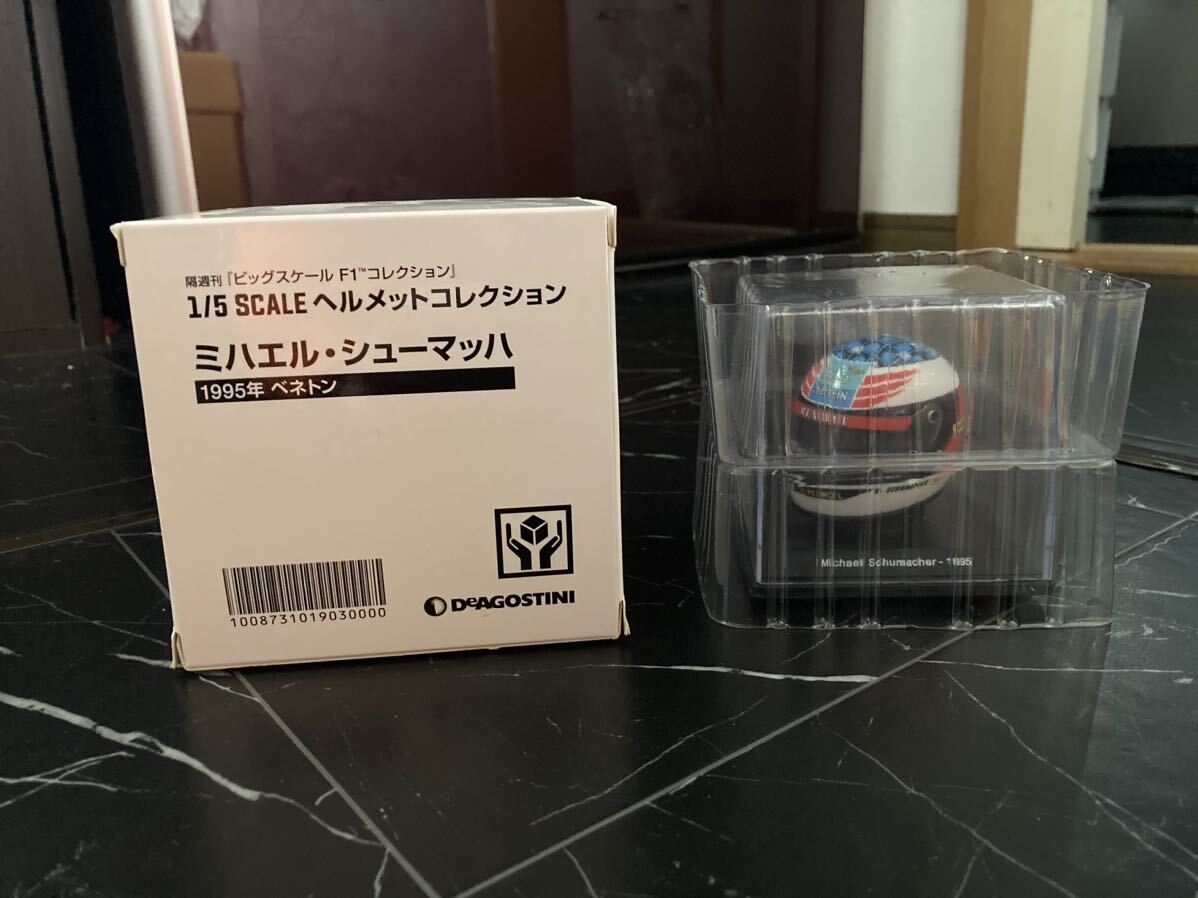 隔週刊『ビッグスケール F1™コレクション』
1/5 SCALE ヘルメットコレクション
ミハエル・シューマッハ
1995年 ベネトン
1008731019030000
DeAGOSTINI
Michael Schumacher - 1995